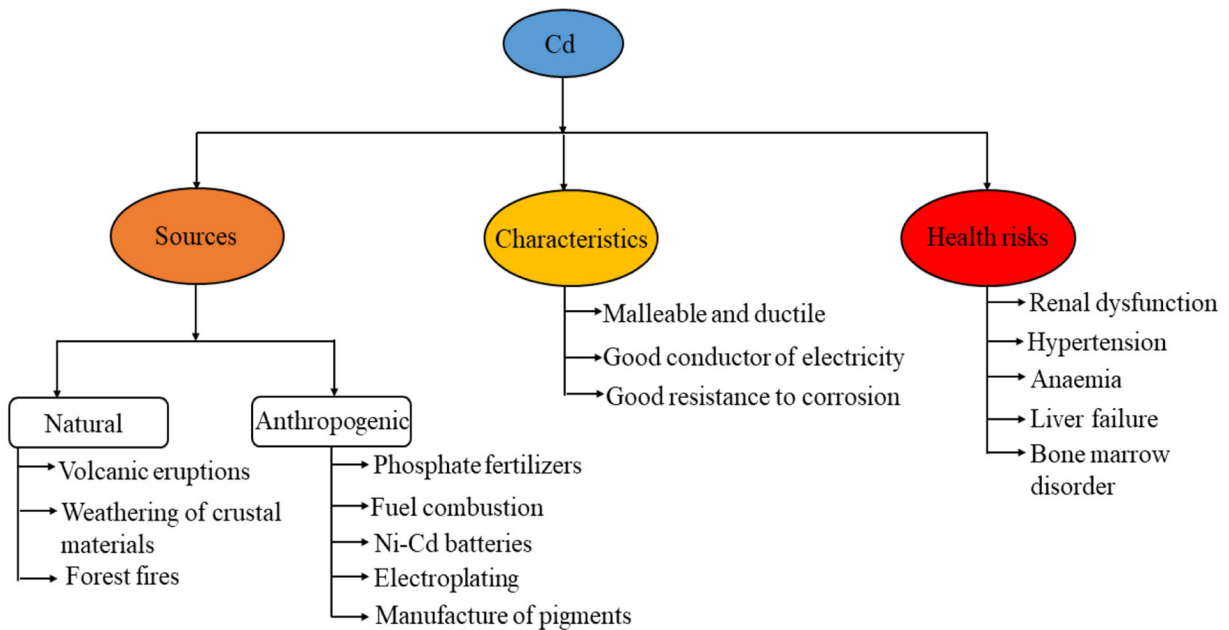 Cd
Sources
Characteristics
Health risks
Malleable and ductile
Good conductor of electricity
Good resistance to corrosion
Renal dysfunction
Hypertension
Anaemia
Liver failure
Bone marrow
disorder
Natural
Anthropogenic
Volcanic eruptions
Weathering of crustal
materials
Forest fires
Phosphate fertilizers
Fuel combustion
Ni-Cd batteries
Electroplating
Manufacture of pigments